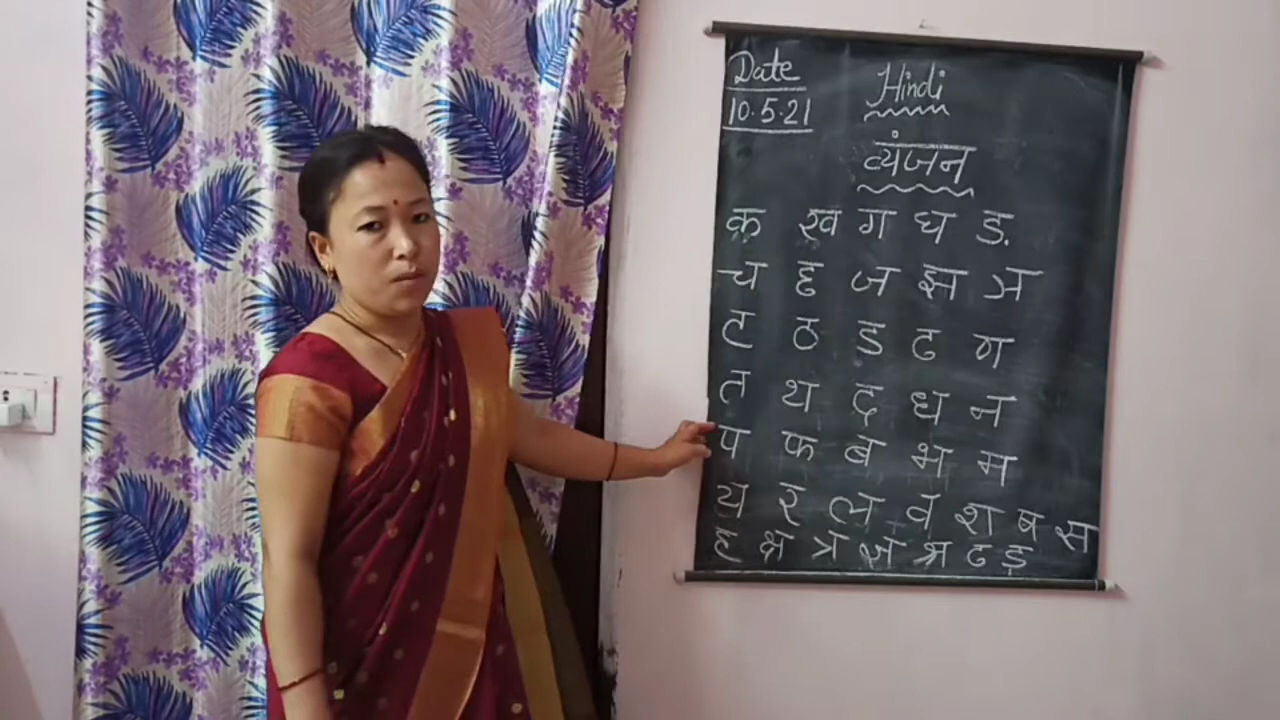 Date
10.5.21
Hindi
व्यंजन
क ख ग घ ङ
च छ ज झ ञ
ट ठ ड ढ ण
त थ द ध न
प फ ब भ म
य र ल व श ष स
ह क्ष त्र ज्ञ श्र ढ ड़